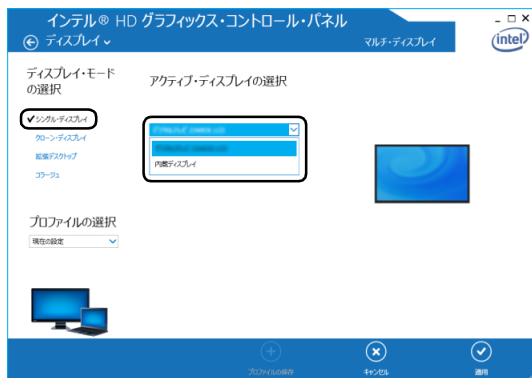 インテル® HD グラフィックス・コントロール・パネル
ディスプレイ
マルチ・ディスプレイ
intel
ディスプレイ・モード
の選択
シングル・ディスプレイ
クローン・ディスプレイ
拡張デスクトップ
コラージュ
アクティブ・ディスプレイの選択
内蔵ディスプレイ
プロファイルの選択
現在の設定
プロファイルの保存
キャンセル
適用